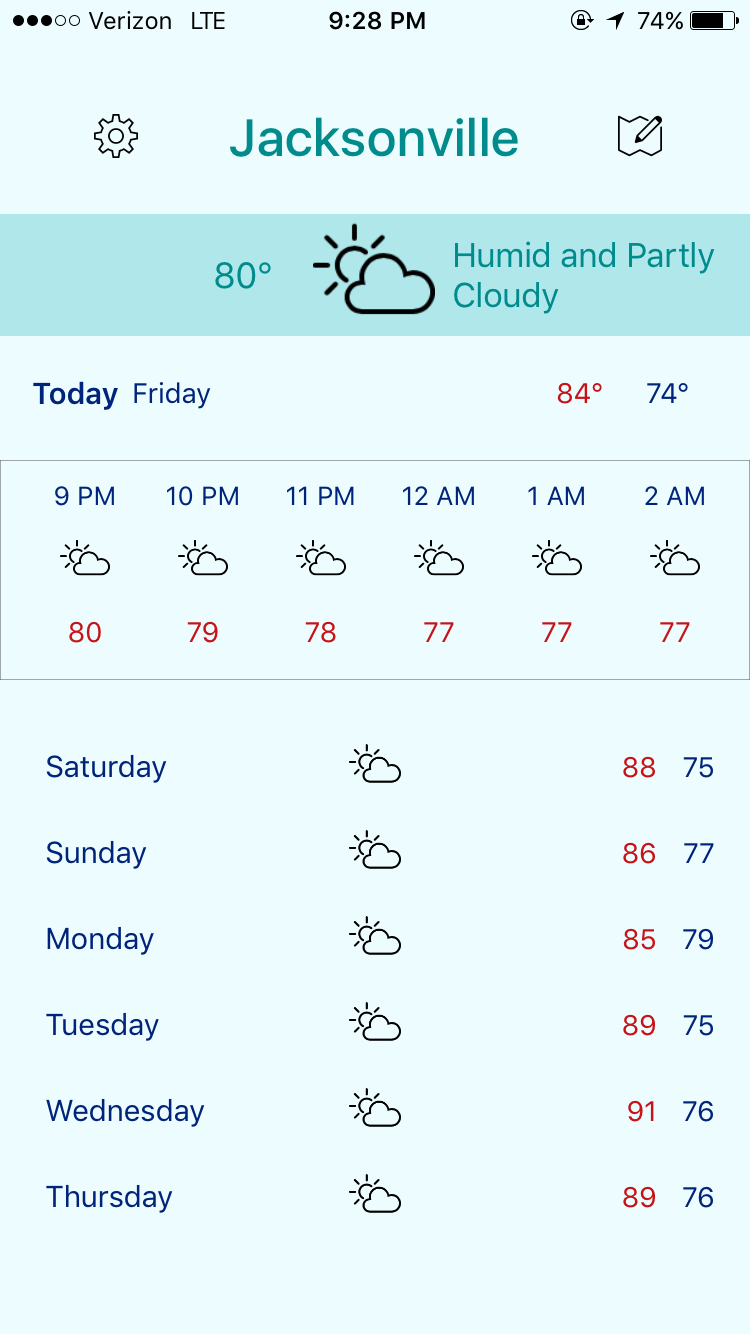 Verizon LTE 9:28 PM 74%
Jacksonville
80° Humid and Partly
Cloudy
Today Friday 84° 74°
9 PM 10 PM 11 PM 12 AM 1 AM 2 AM
80 79 78 77 77 77
Saturday 88 75
Sunday 86 77
Monday 85 79
Tuesday 89 75
Wednesday 91 76
Thursday 89 76